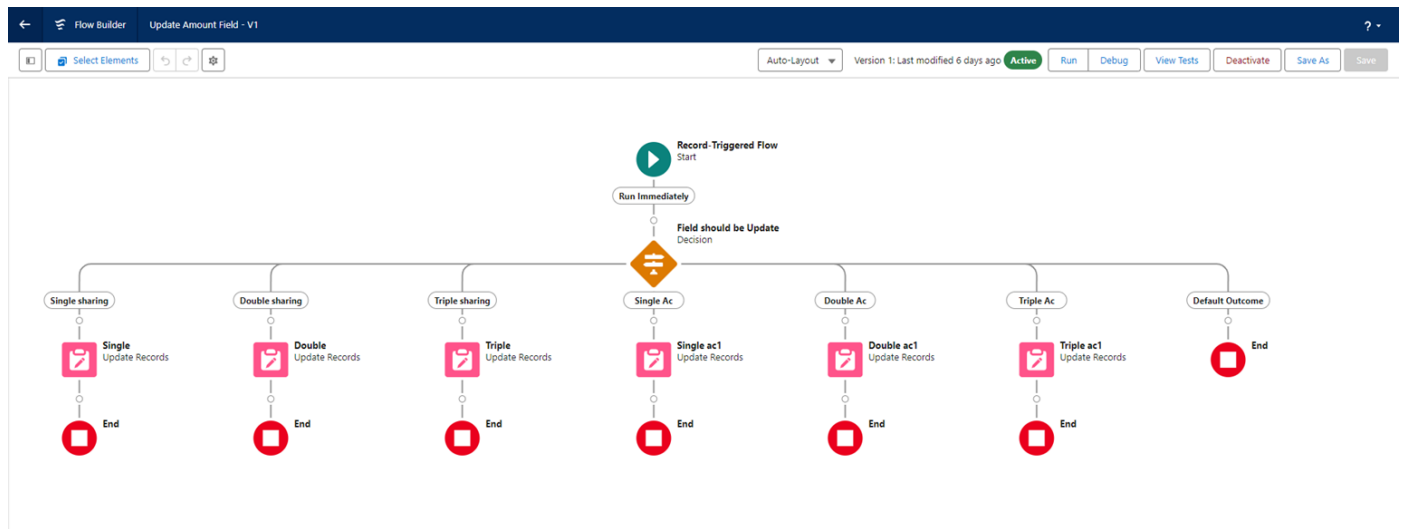 Flow Builder Update Amount Field - V1 ?
Select Elements Auto-Layout Version 1: Last modified 6 days ago Active Run Debug View Tests Deactivate Save As Save
Record-Triggered Flow
Start
Run Immediately
Field should be Update
Decision
Single sharing Double sharing Triple sharing Single Ac Double Ac Triple Ac Default Outcome
Single Double Triple Single ac1 Double ac1 Triple ac1 End
Update Records Update Records Update Records Update Records Update Records Update Records
End End End End End End